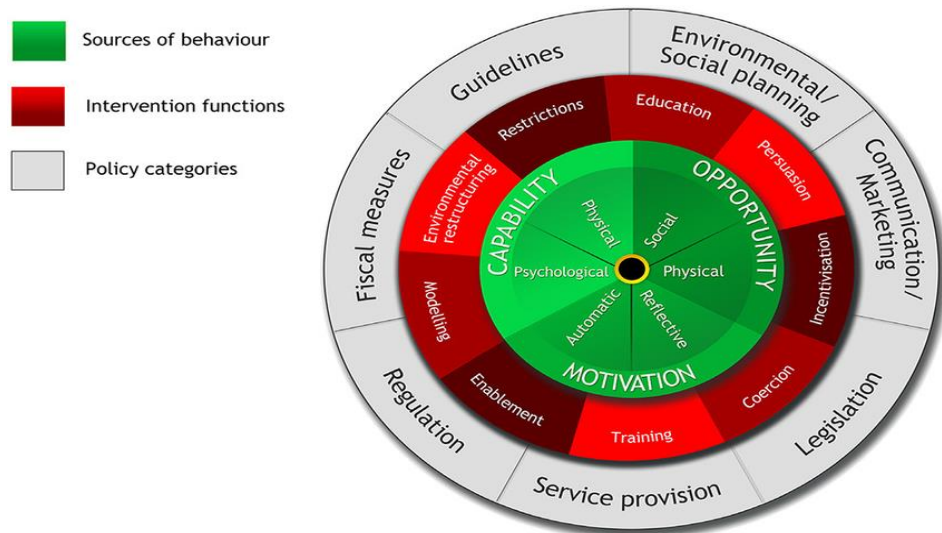 Sources of behaviour
Intervention functions
Policy categories
Guidelines
Environmental/
Social planning
Communication/
Marketing
Legislation
Service provision
Regulation
Fiscal measures
Restrictions
Education
Persuasion
Incentivisation
Coercion
Training
Enablement
Modelling
Environmental
restructuring
CAPABILITY
OPPORTUNITY
MOTIVATION
Physical
Social
Psychological
Physical
Automatic
Reflective